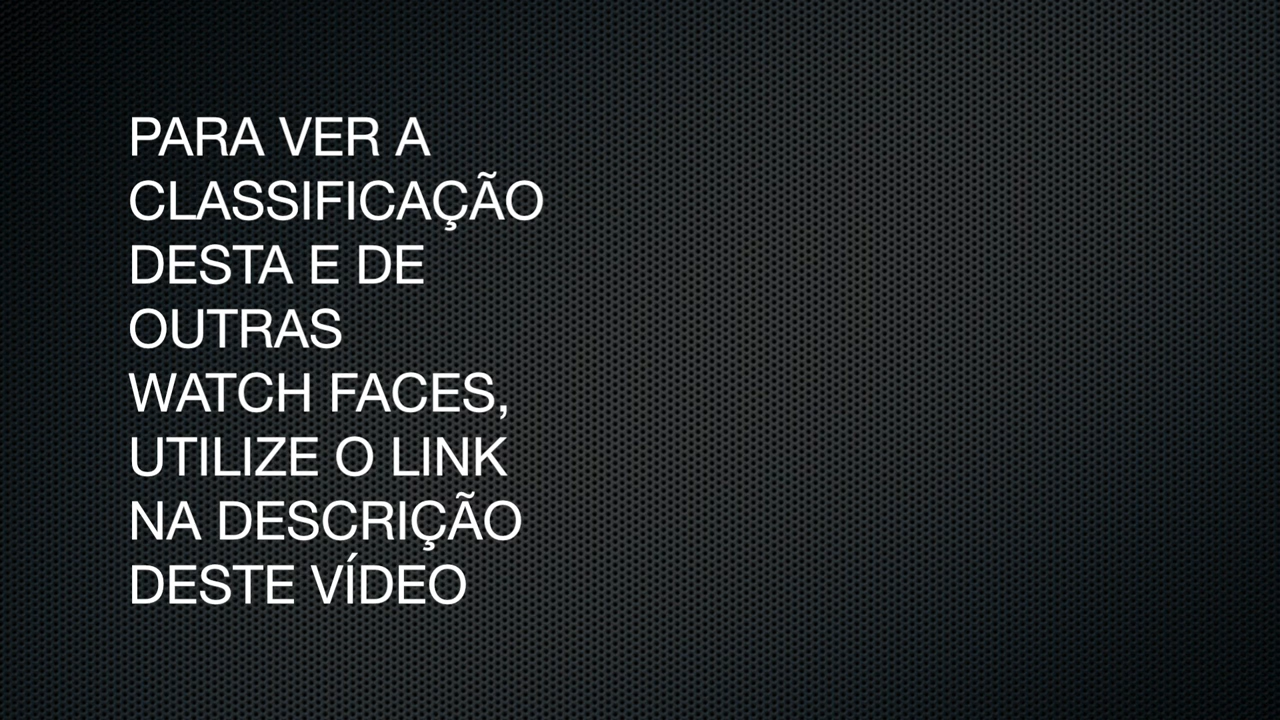 PARA VER A
CLASSIFICAÇÃO
DESTA E DE
OUTRAS
WATCH FACES,
UTILIZE O LINK
NA DESCRIÇÃO
DESTE VÍDEO